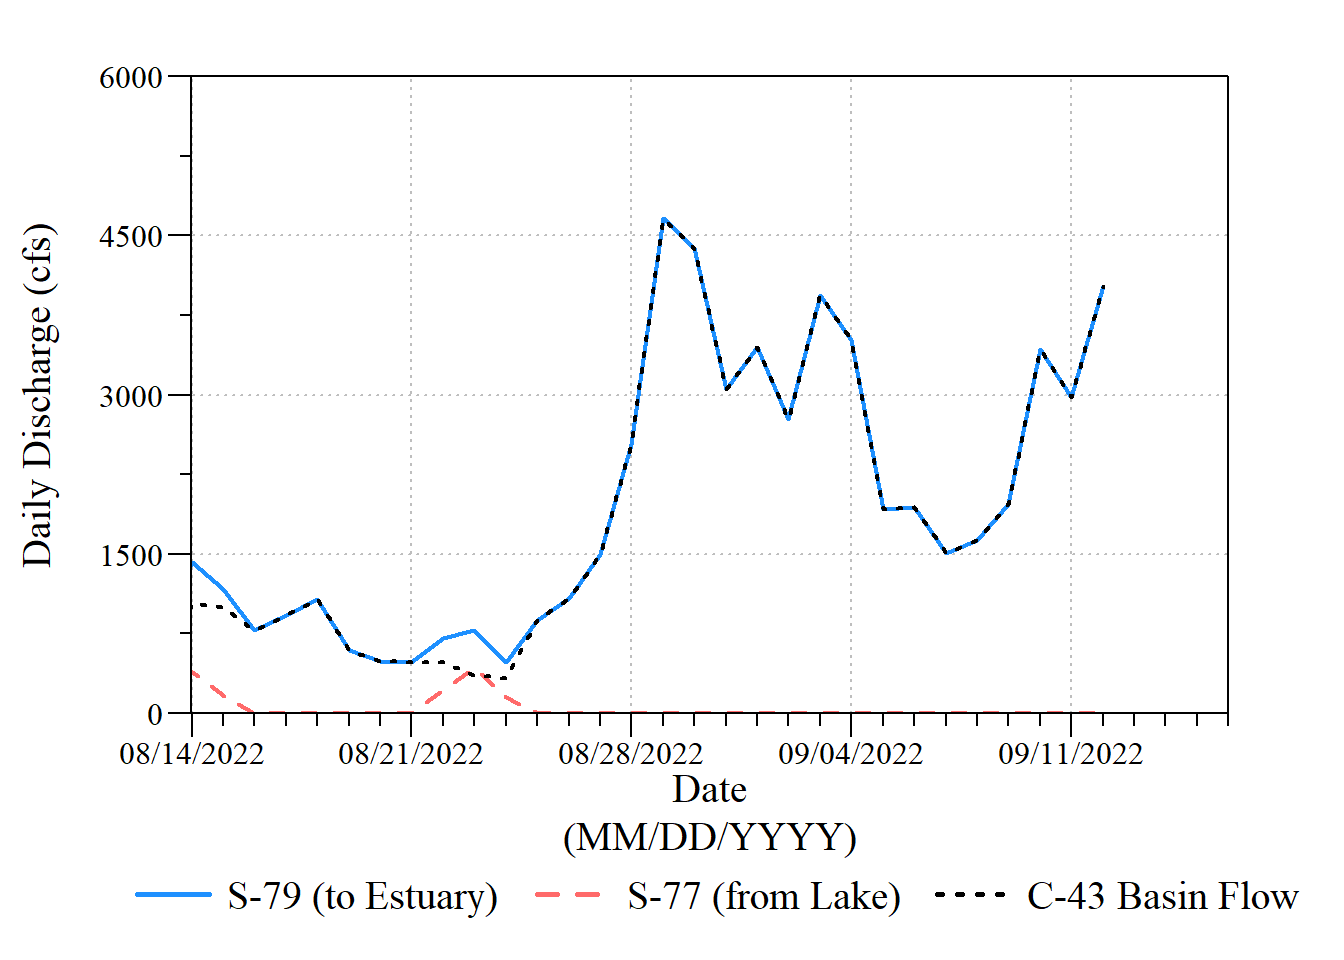 6000
4500
3000
1500
0
Daily Discharge (cfs)
08/14/2022 08/21/2022 08/28/2022 09/04/2022 09/11/2022
Date
(MM/DD/YYYY)
S-79 (to Estuary) S-77 (from Lake) C-43 Basin Flow